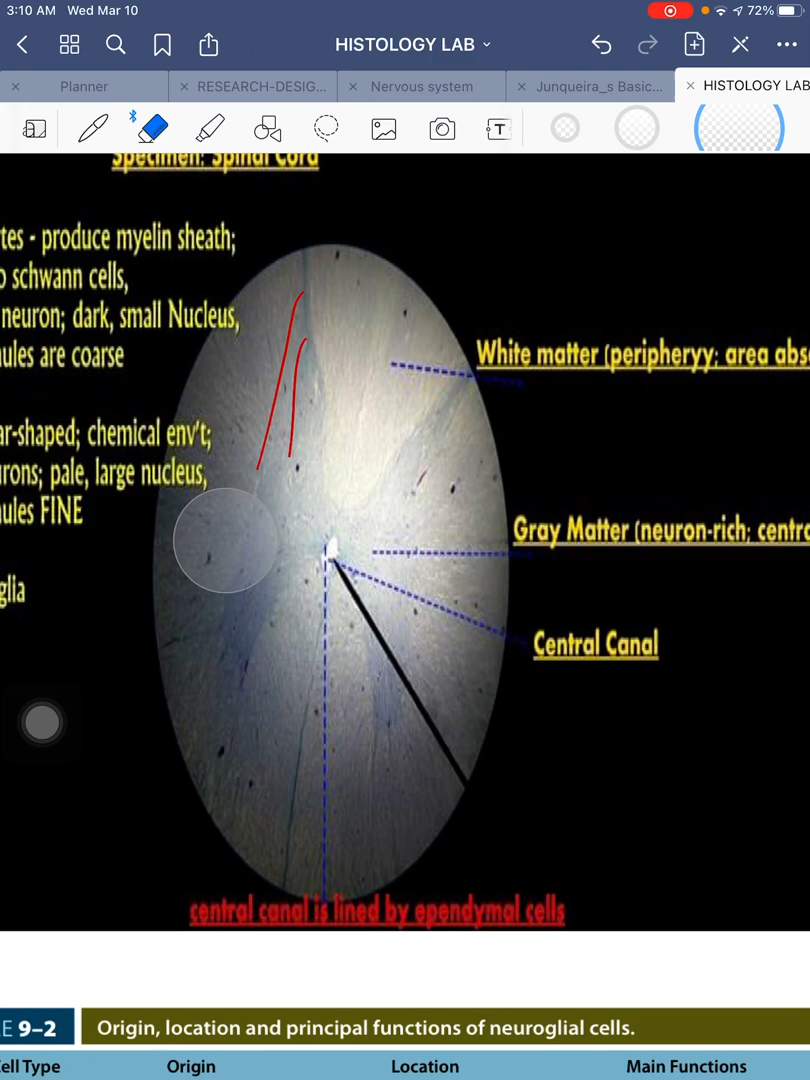 3:10 AM Wed Mar 10
72%
HISTOLOGY LAB
Planner
RESEARCH-DESIG...
Nervous system
Junqueira_s Basic...
HISTOLOGY LAB
T
Specimen: Spinal Cord
tes - produce myelin sheath;
o schwann cells,
neuron; dark, small Nucleus,
ules are coarse
White matter (peripheryy; area abs
ar-shaped; chemical env't;
rons; pale, large nucleus,
ules FINE
Gray Matter (neuron-rich; centr
glia
Central Canal
central canal is lined by ependymal cells
E 9–2
Origin, location and principal functions of neuroglial cells.
ell Type
Origin
Location
Main Functions